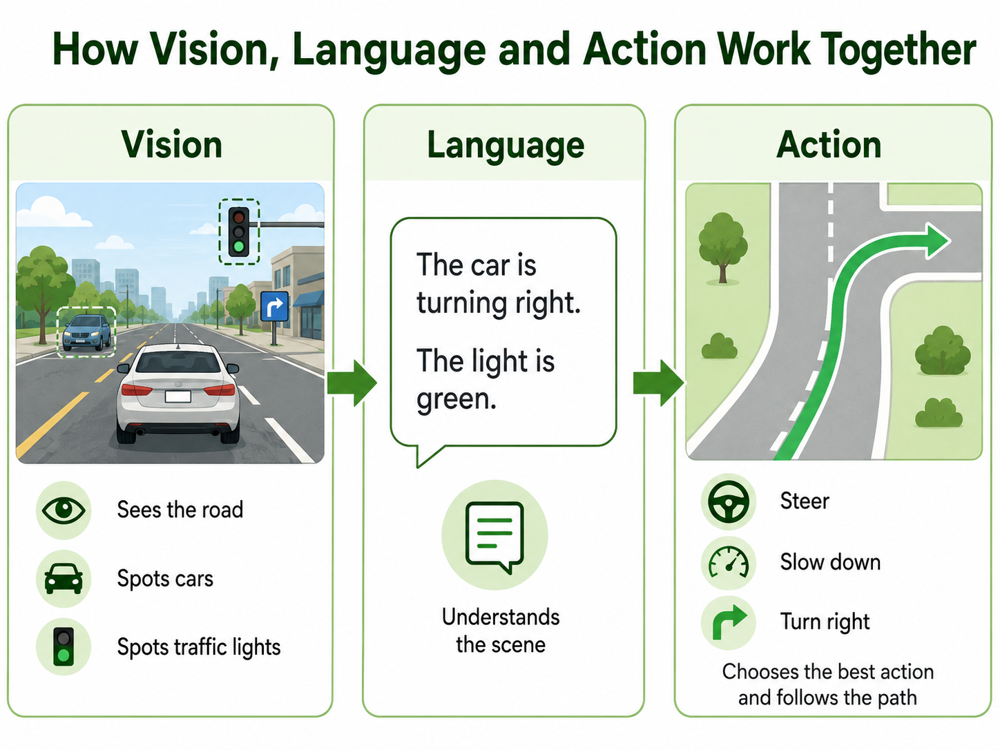 How Vision, Language and Action Work Together
Vision
Sees the road
Spots cars
Spots traffic lights
Language
The car is
turning right.
The light is
green.
Understands
the scene
Action
Steer
Slow down
Turn right
Chooses the best action
and follows the path